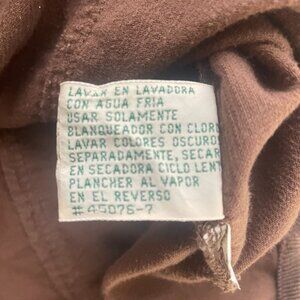 LAVAR EN LAVADORA
CON AGUA FRIA
USAR SOLAMENTE
BLANQUEADOR CON CLORO
LAVAR COLORES OSCUROS
SEPARADAMENTE, SECAR
EN SECADORA CICLO LENT
PLANCHER AL VAPOR
EN EL REVERSO
#45076-7